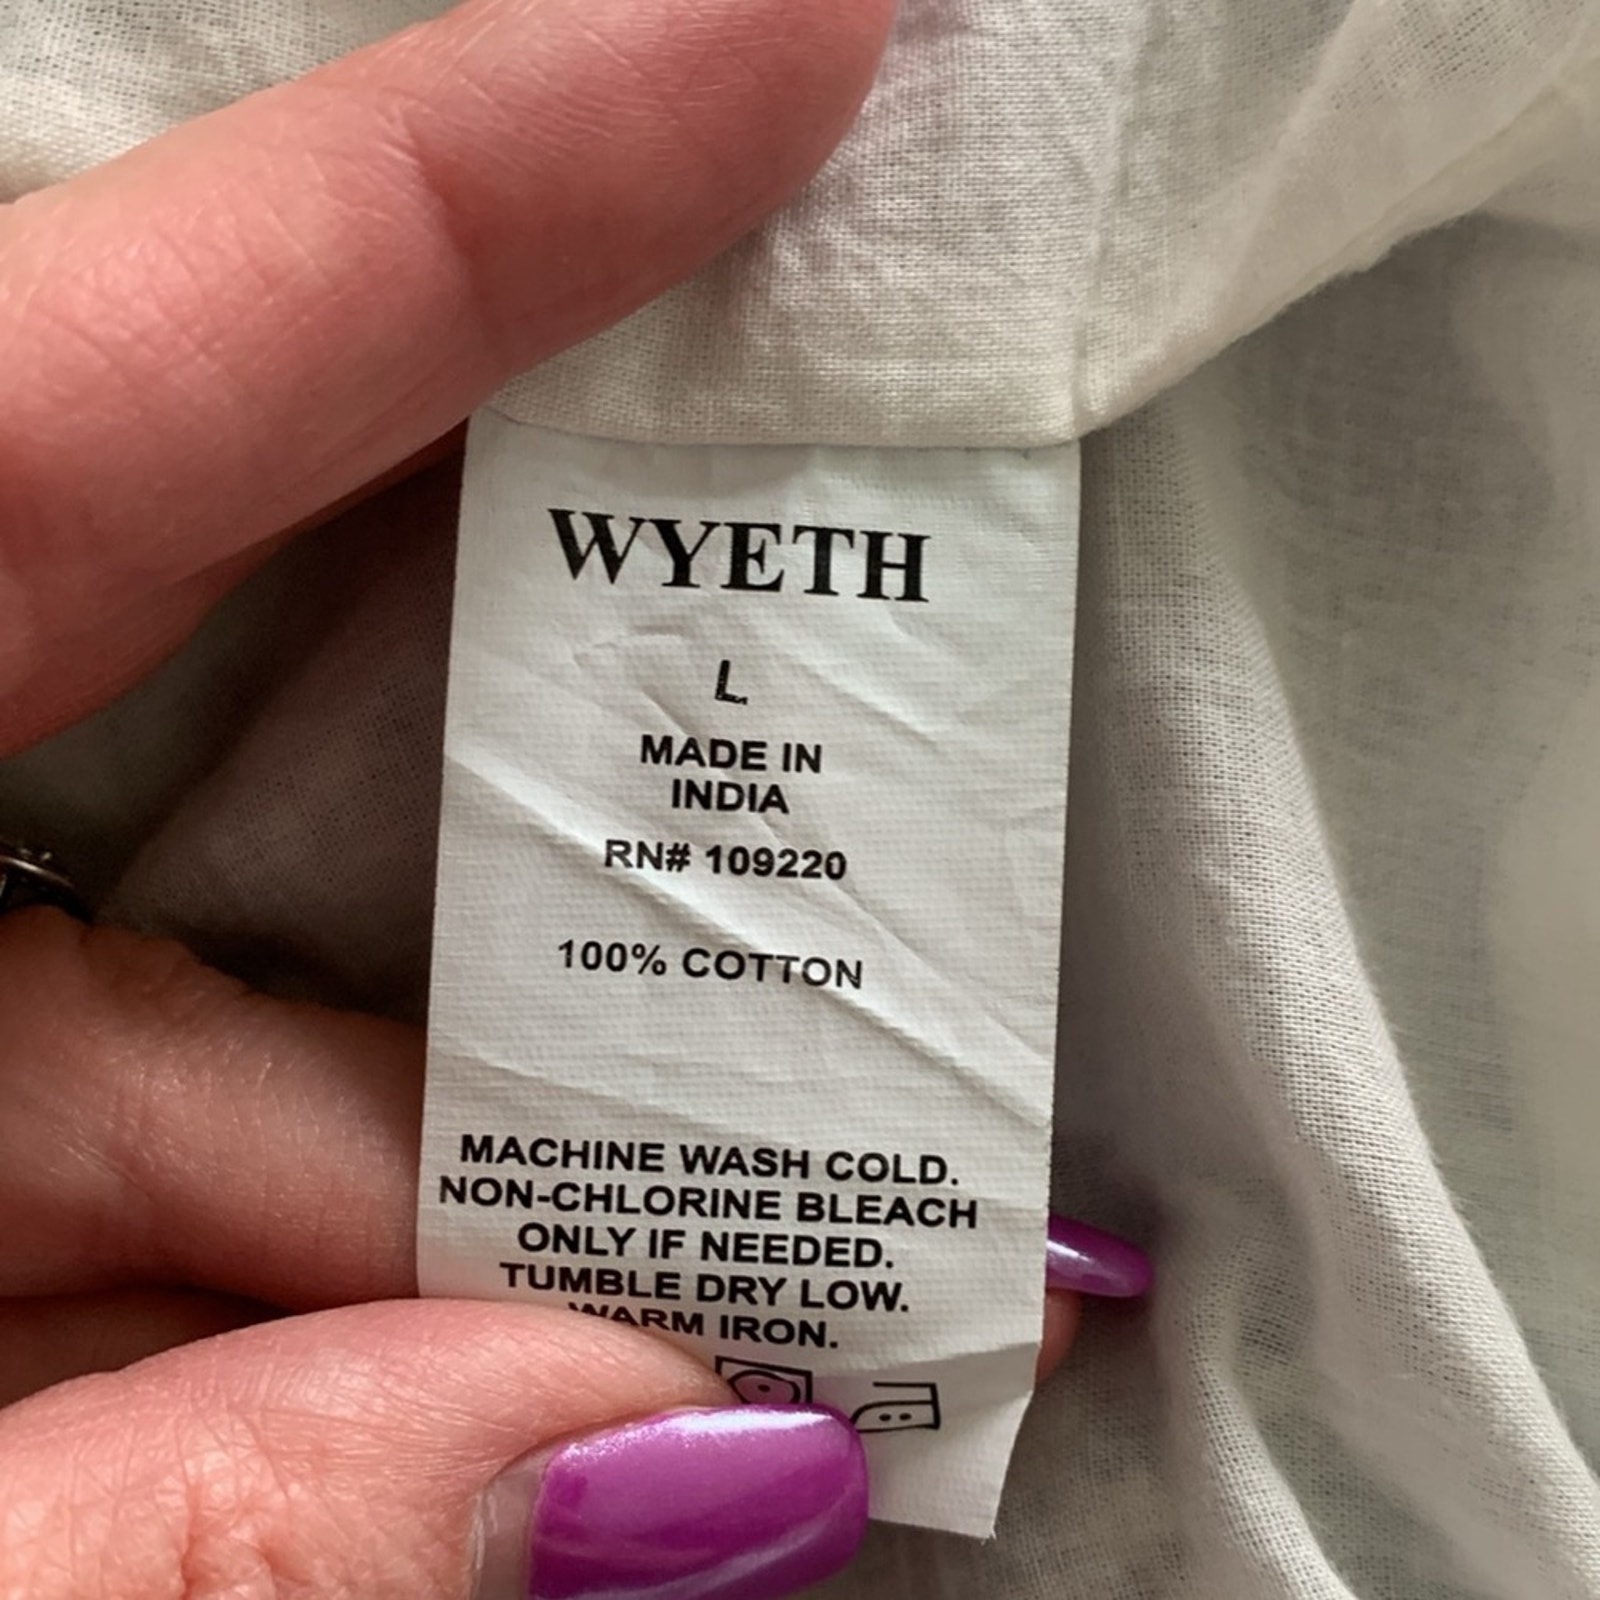 WYETH
L
MADE IN
INDIA
RN# 109220
100% COTTON
MACHINE WASH COLD.
NON-CHLORINE BLEACH
ONLY IF NEEDED.
TUMBLE DRY LOW.
WARM IRON.